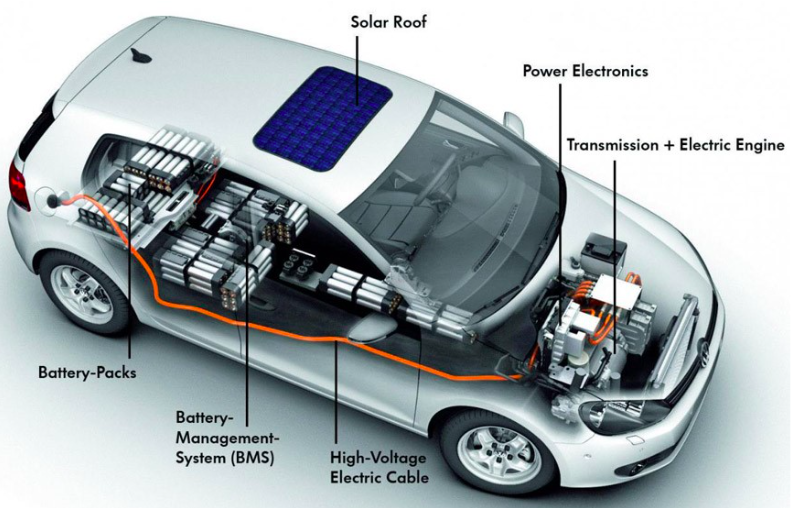 Solar Roof
Power Electronics
Transmission + Electric Engine
Battery-Packs
Battery-
Management-
System (BMS)
High-Voltage
Electric Cable